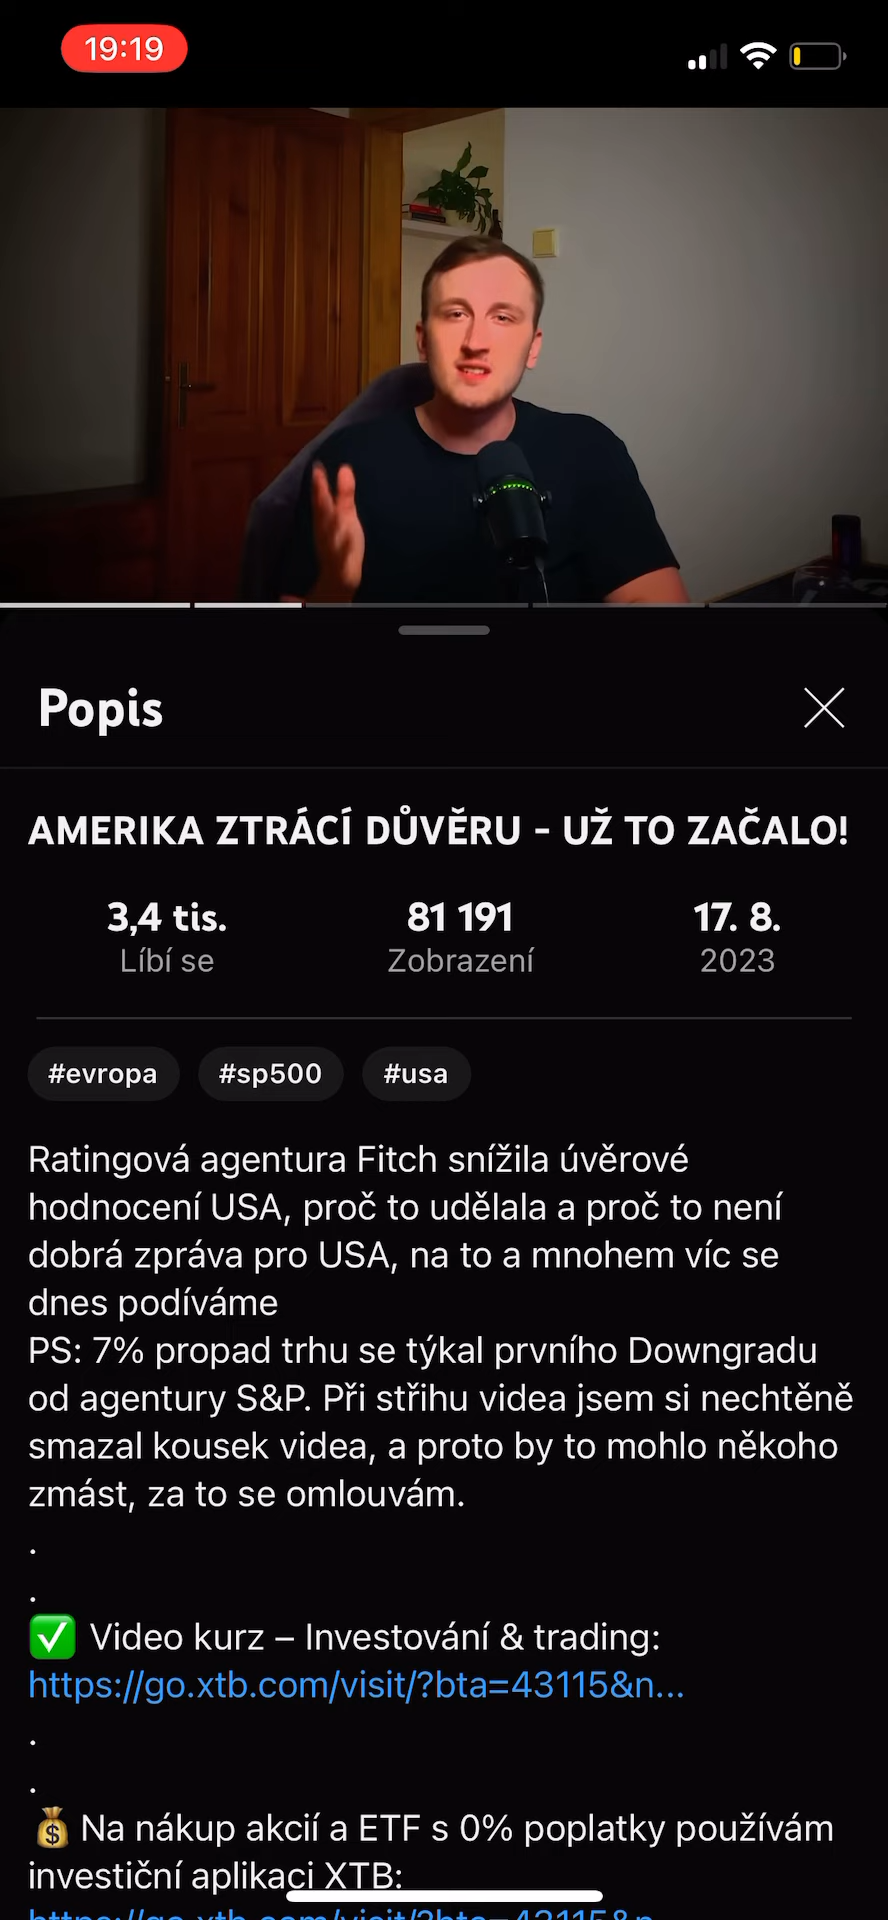 19:19
Popis
AMERIKA ZTRÁCÍ DŮVĚRU - UŽ TO ZAČALO!
3,4 tis. 81 191 17. 8.
Líbí se Zobrazení 2023
#evropa #sp500 #usa
Ratingová agentura Fitch snížila úvěrové
hodnocení USA, proč to udělala a proč to není
dobrá zpráva pro USA, na to a mnohem víc se
dnes podíváme
PS: 7% propad trhu se týkal prvního Downgradu
od agentury S&P. Při střihu videa jsem si nechtěně
smazal kousek videa, a proto by to mohlo někoho
zmást, za to se omlouvám.
.
.
✅ Video kurz – Investování & trading:
https://go.xtb.com/visit/?bta=43115&n...
.
.
💰 Na nákup akcií a ETF s 0% poplatky používám
investiční aplikaci XTB: